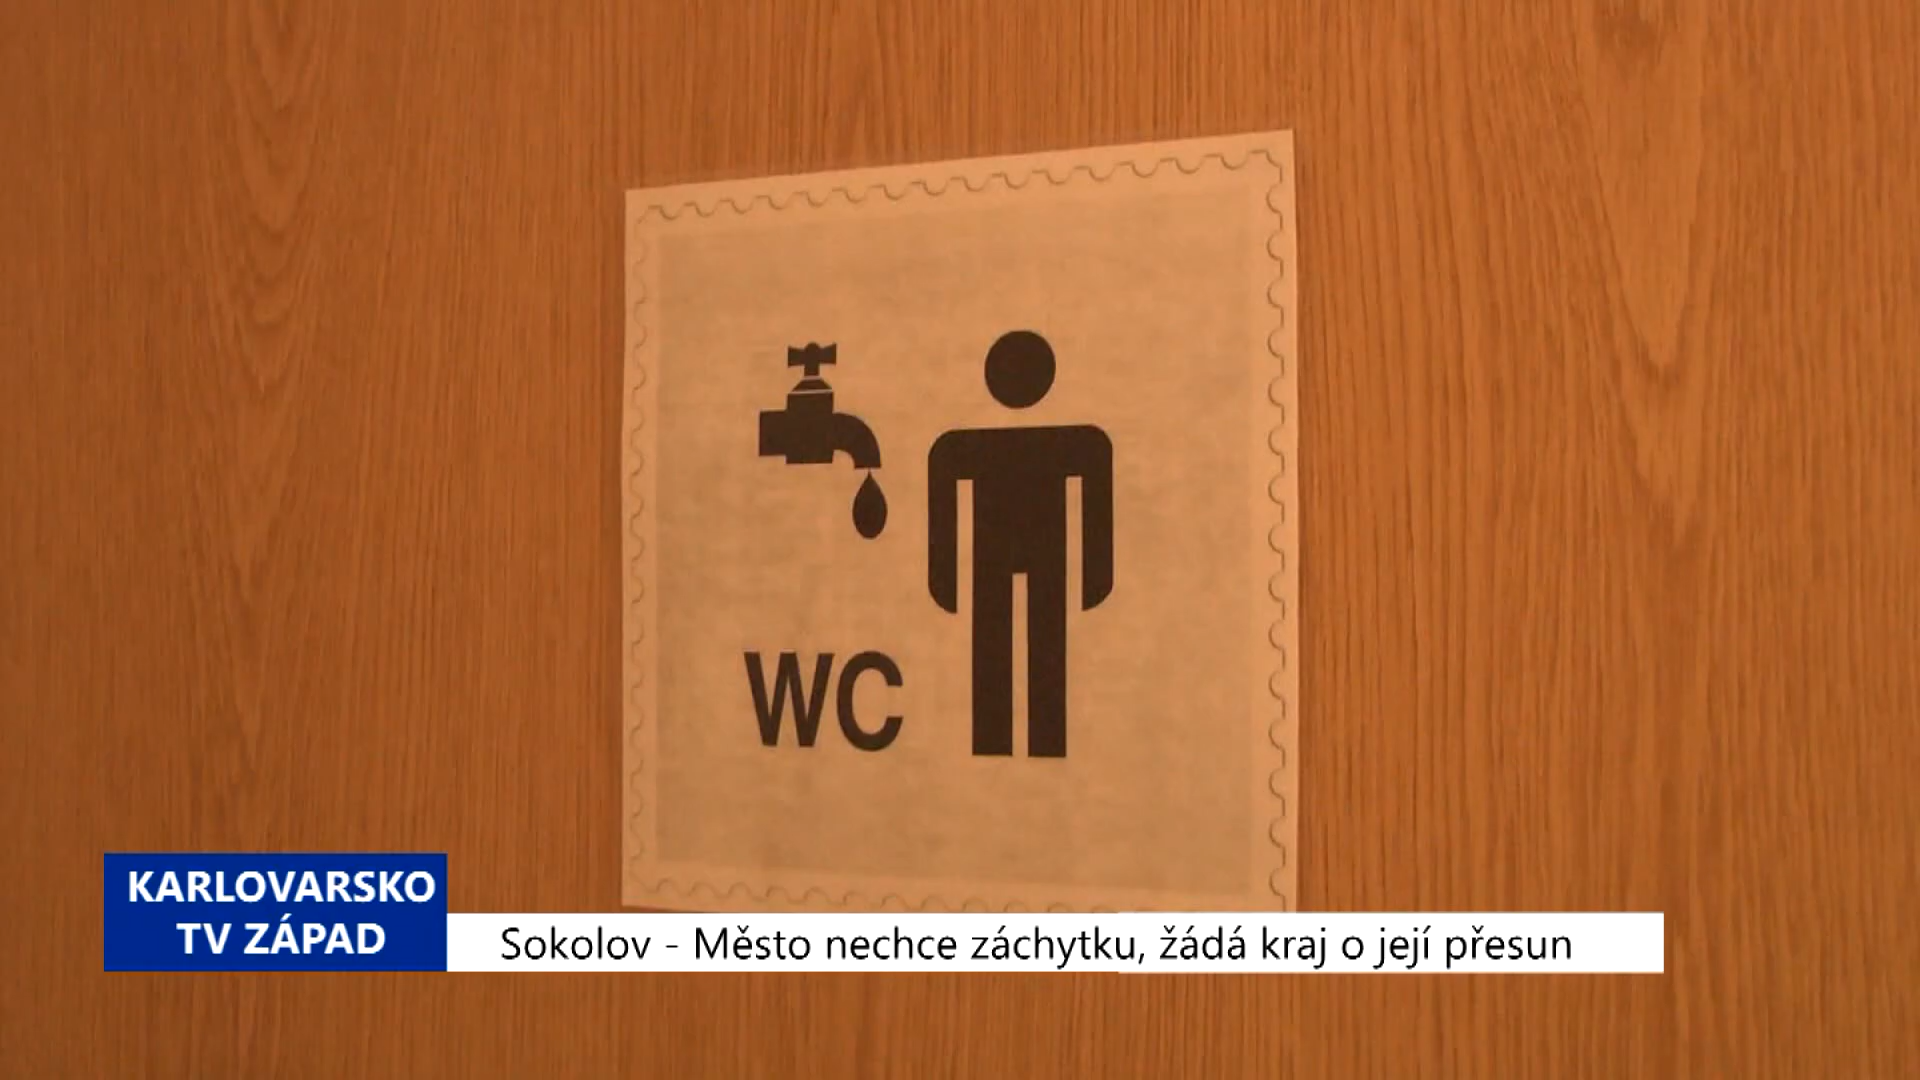 WC
KARLOVARSKO
TV ZÁPAD
Sokolov - Město nechce záchytku, žádá kraj o její přesun